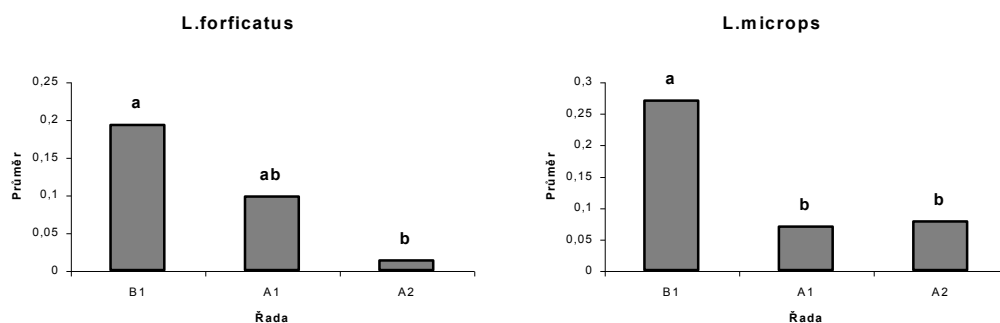 L.forficatus
0,25
0,2
0,15
0,1
0,05
0
Průměr
a
ab
b
B1 A1 A2
Řada
L.microps
0,3
0,25
0,2
0,15
0,1
0,05
0
Průměr
a
b
b
B1 A1 A2
Řada